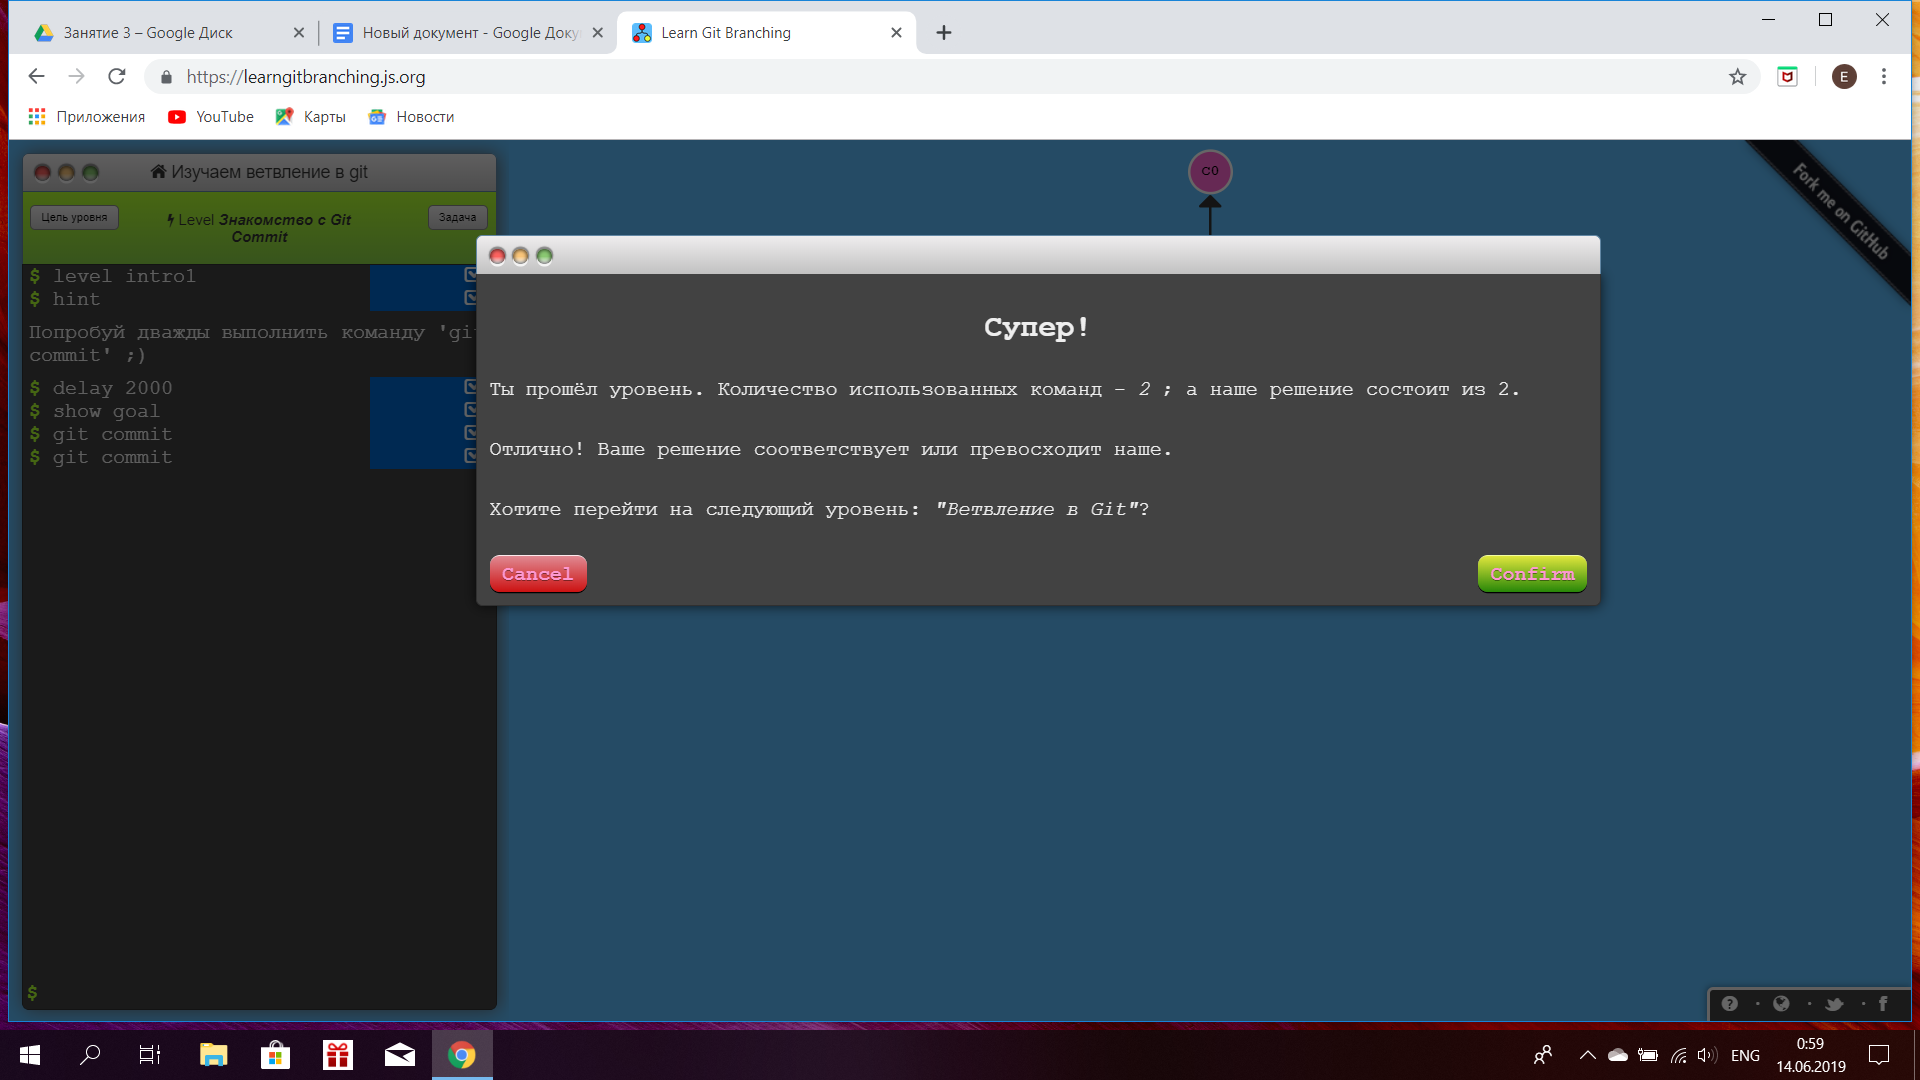 Занятие 3 – Google Диск
Новый документ - Google Доку
Learn Git Branching
https://learngitbranching.js.org
E
Приложения
YouTube
Карты
Новости
Изучаем ветвление в git
Цель уровня
Level Знакомство с Git
Commit
Задача
$ level intro1
$ hint
Попробуй дважды выполнить команду 'git
commit' ;)
$ delay 2000
$ show goal
$ git commit
$ git commit
$
C0
Fork me on GitHub
Супер!
Ты прошёл уровень. Количество использованных команд – 2 ; а наше решение состоит из 2.
Отлично! Ваше решение соответствует или превосходит наше.
Хотите перейти на следующий уровень: "Ветвление в Git"?
Cancel
Confirm
ENG
0:59
14.06.2019